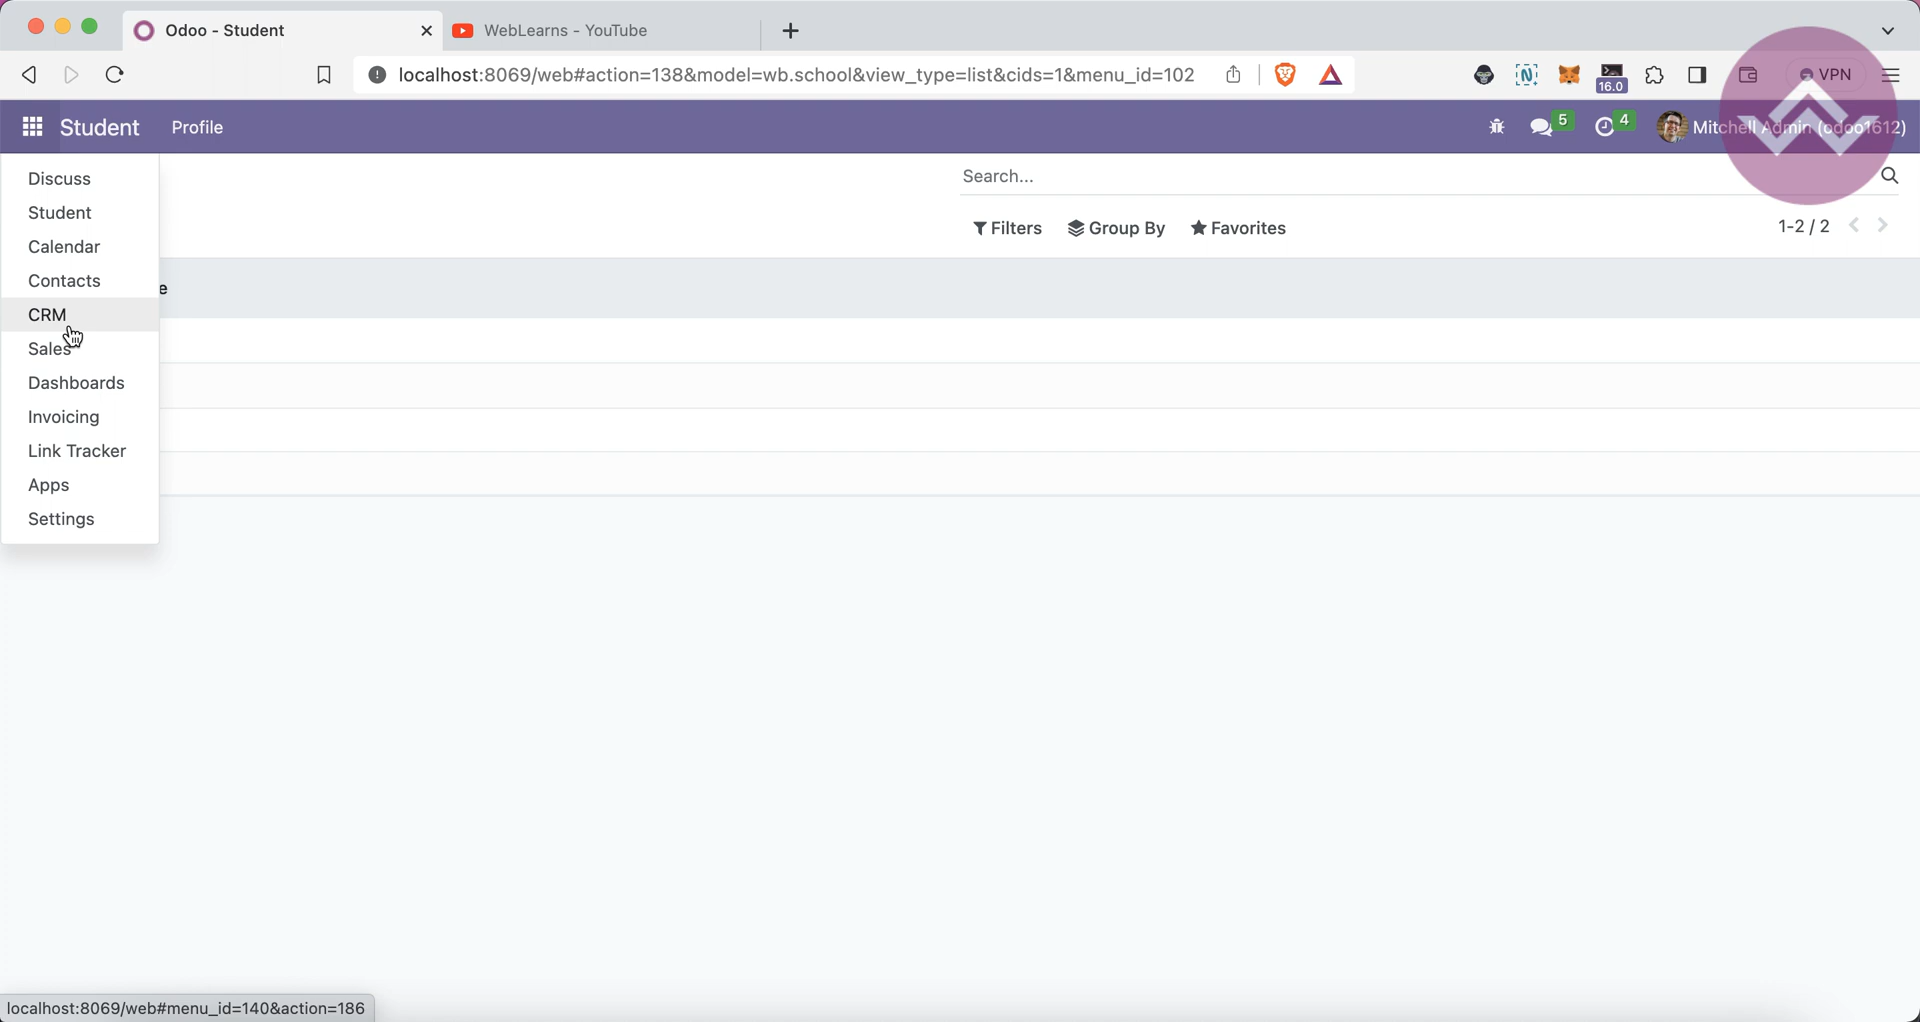 Odoo - Student
WebLearns - YouTube
localhost:8069/web#action=138&model=wb.school&view_type=list&cids=1&menu_id=102
16.0
VPN
Student
Profile
5
4
Mitchell Admin (odoo1612)
Discuss
Student
Calendar
Contacts
CRM
Sales
Dashboards
Invoicing
Link Tracker
Apps
Settings
Search...
Filters
Group By
Favorites
1-2 / 2
e
localhost:8069/web#menu_id=140&action=186